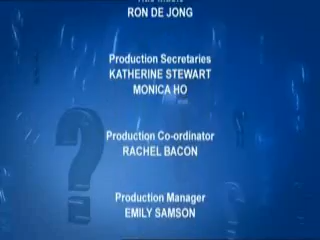 RON DE JONG
Production Secretaries
KATHERINE STEWART
MONICA HO
Production Co-ordinator
RACHEL BACON
Production Manager
EMILY SAMSON